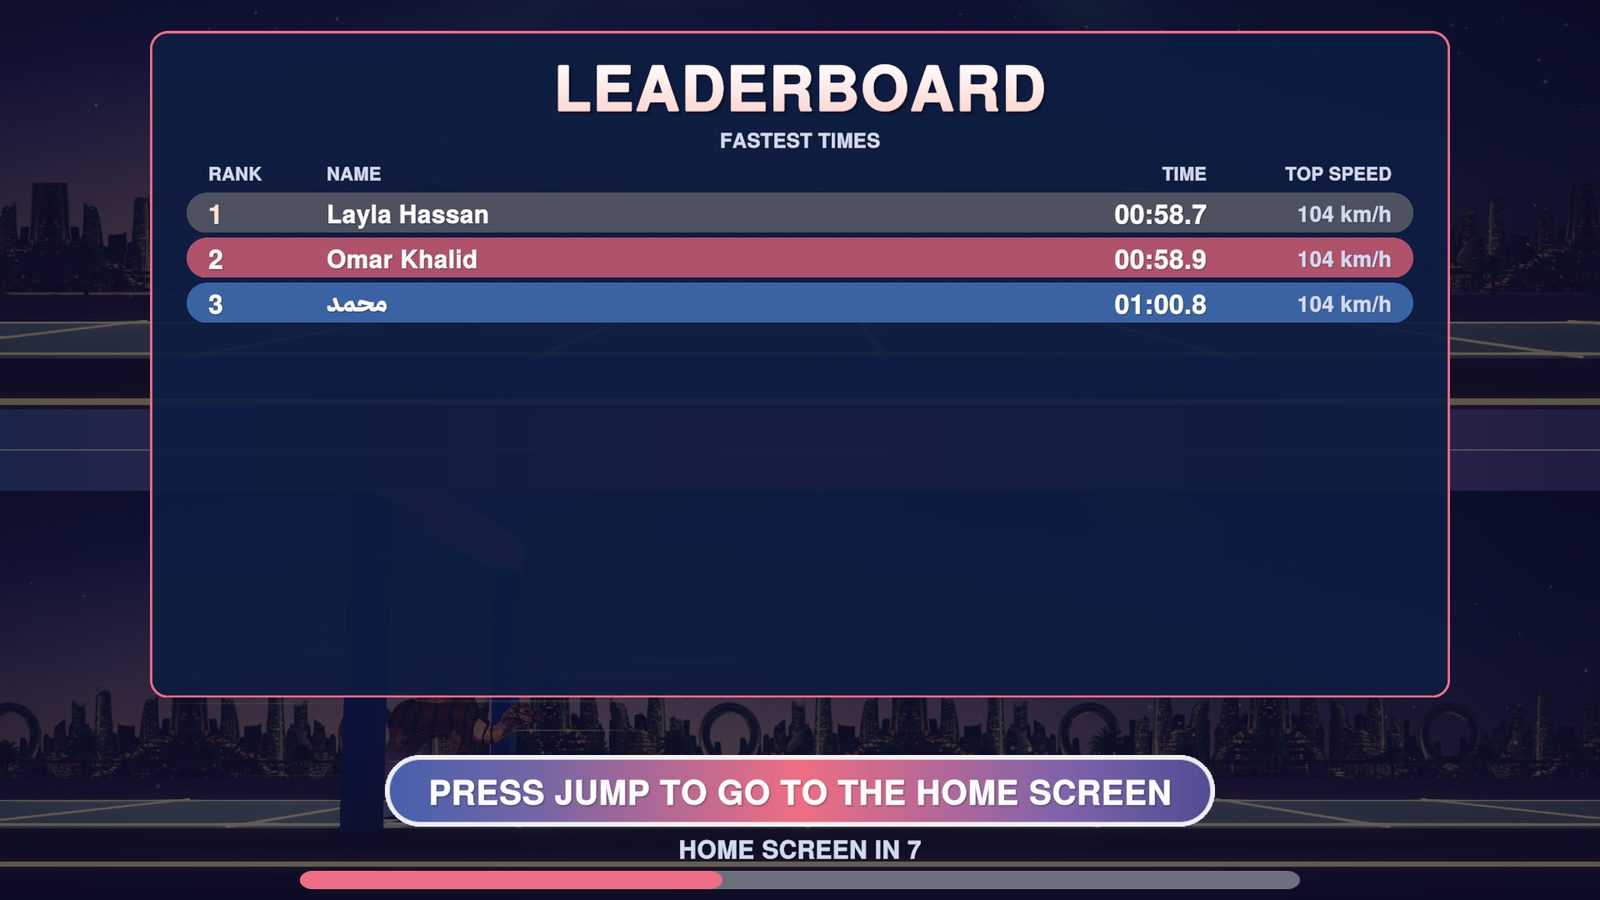 LEADERBOARD
FASTEST TIMES
RANK NAME TIME TOP SPEED
1 Layla Hassan 00:58.7 104 km/h
2 Omar Khalid 00:58.9 104 km/h
3 محمد 01:00.8 104 km/h
PRESS JUMP TO GO TO THE HOME SCREEN
HOME SCREEN IN 7